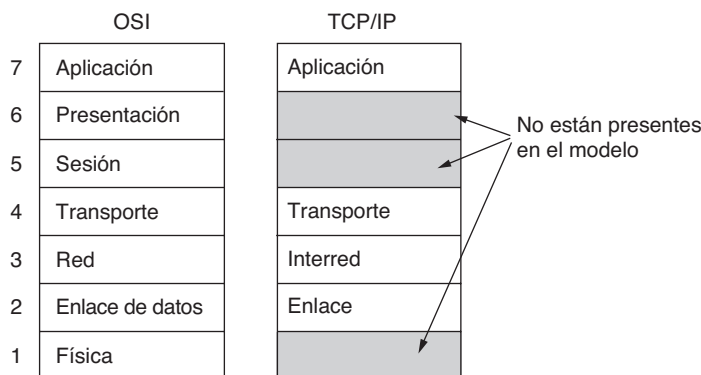 OSI TCP/IP
7 Aplicación Aplicación
6 Presentación
5 Sesión
No están presentes
en el modelo
4 Transporte Transporte
3 Red Interred
2 Enlace de datos Enlace
1 Física